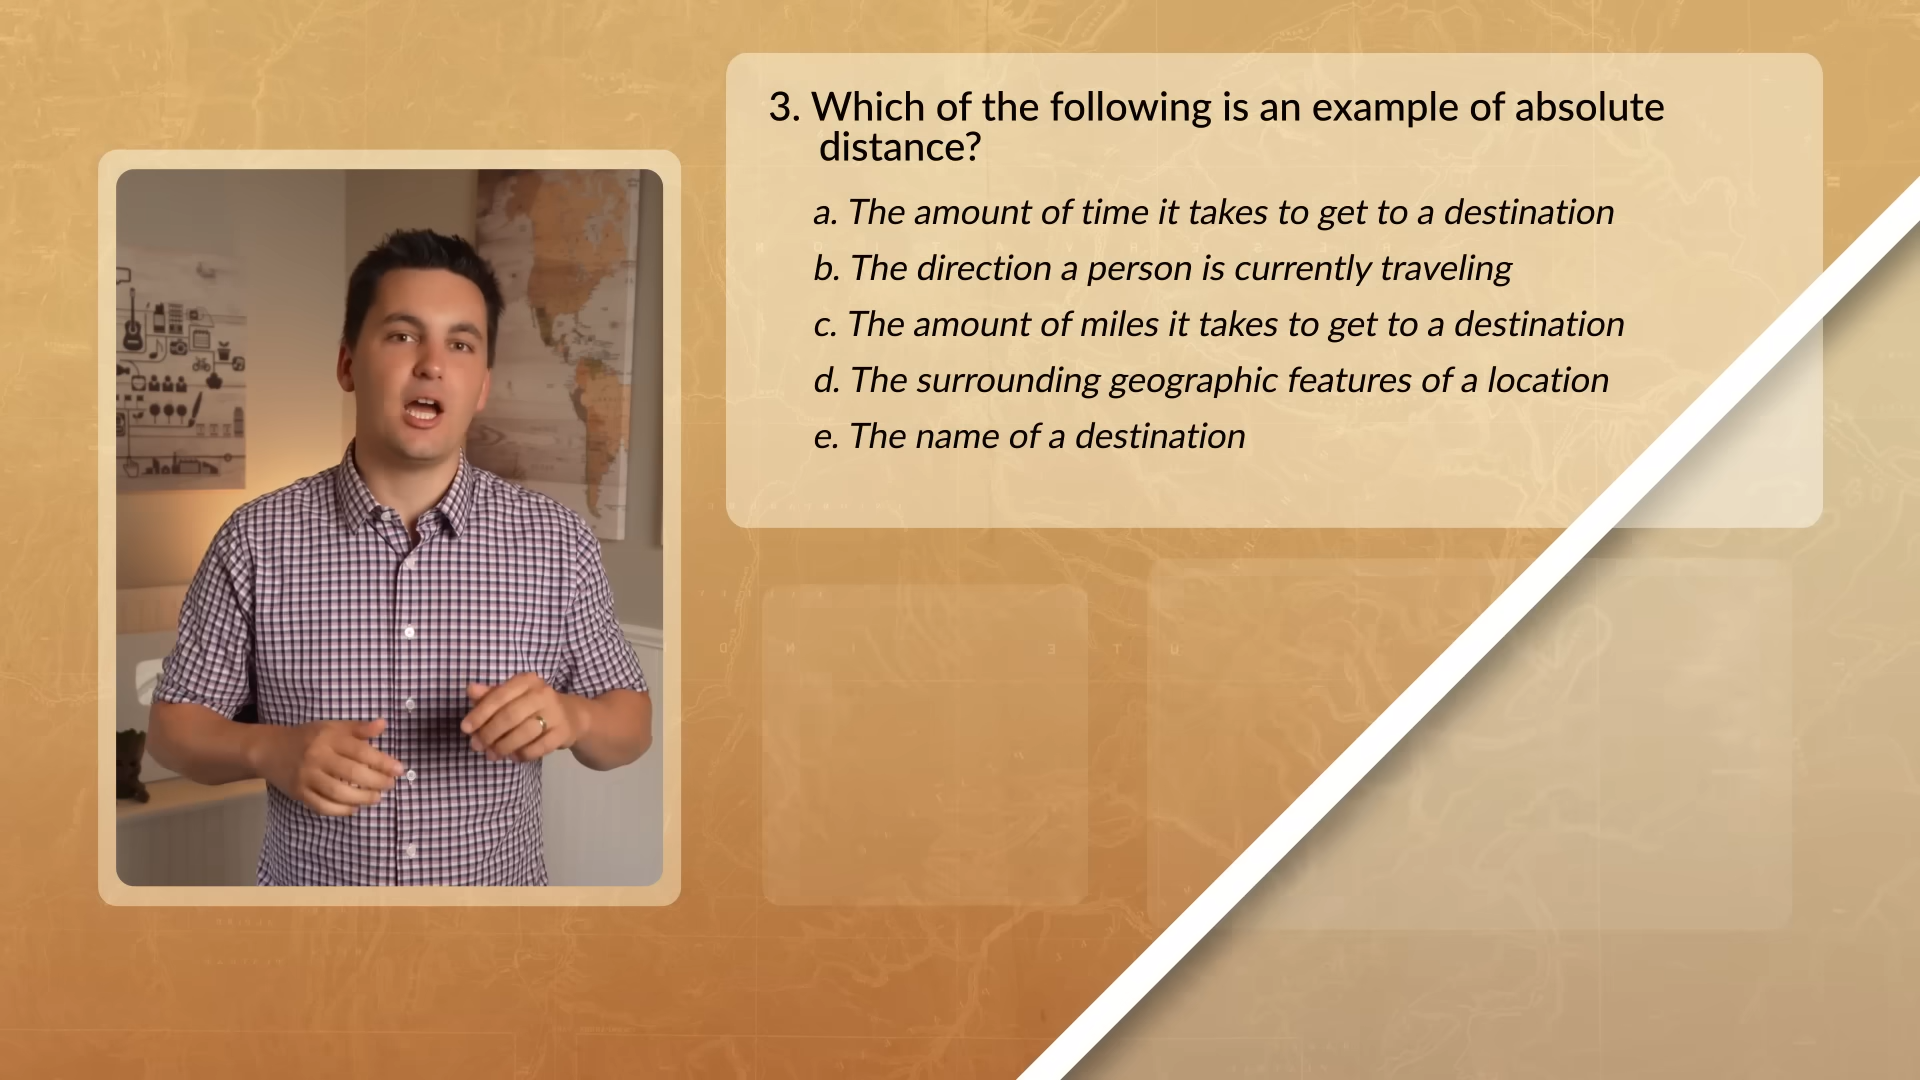 3. Which of the following is an example of absolute
distance?
a. The amount of time it takes to get to a destination
b. The direction a person is currently traveling
c. The amount of miles it takes to get to a destination
d. The surrounding geographic features of a location
e. The name of a destination